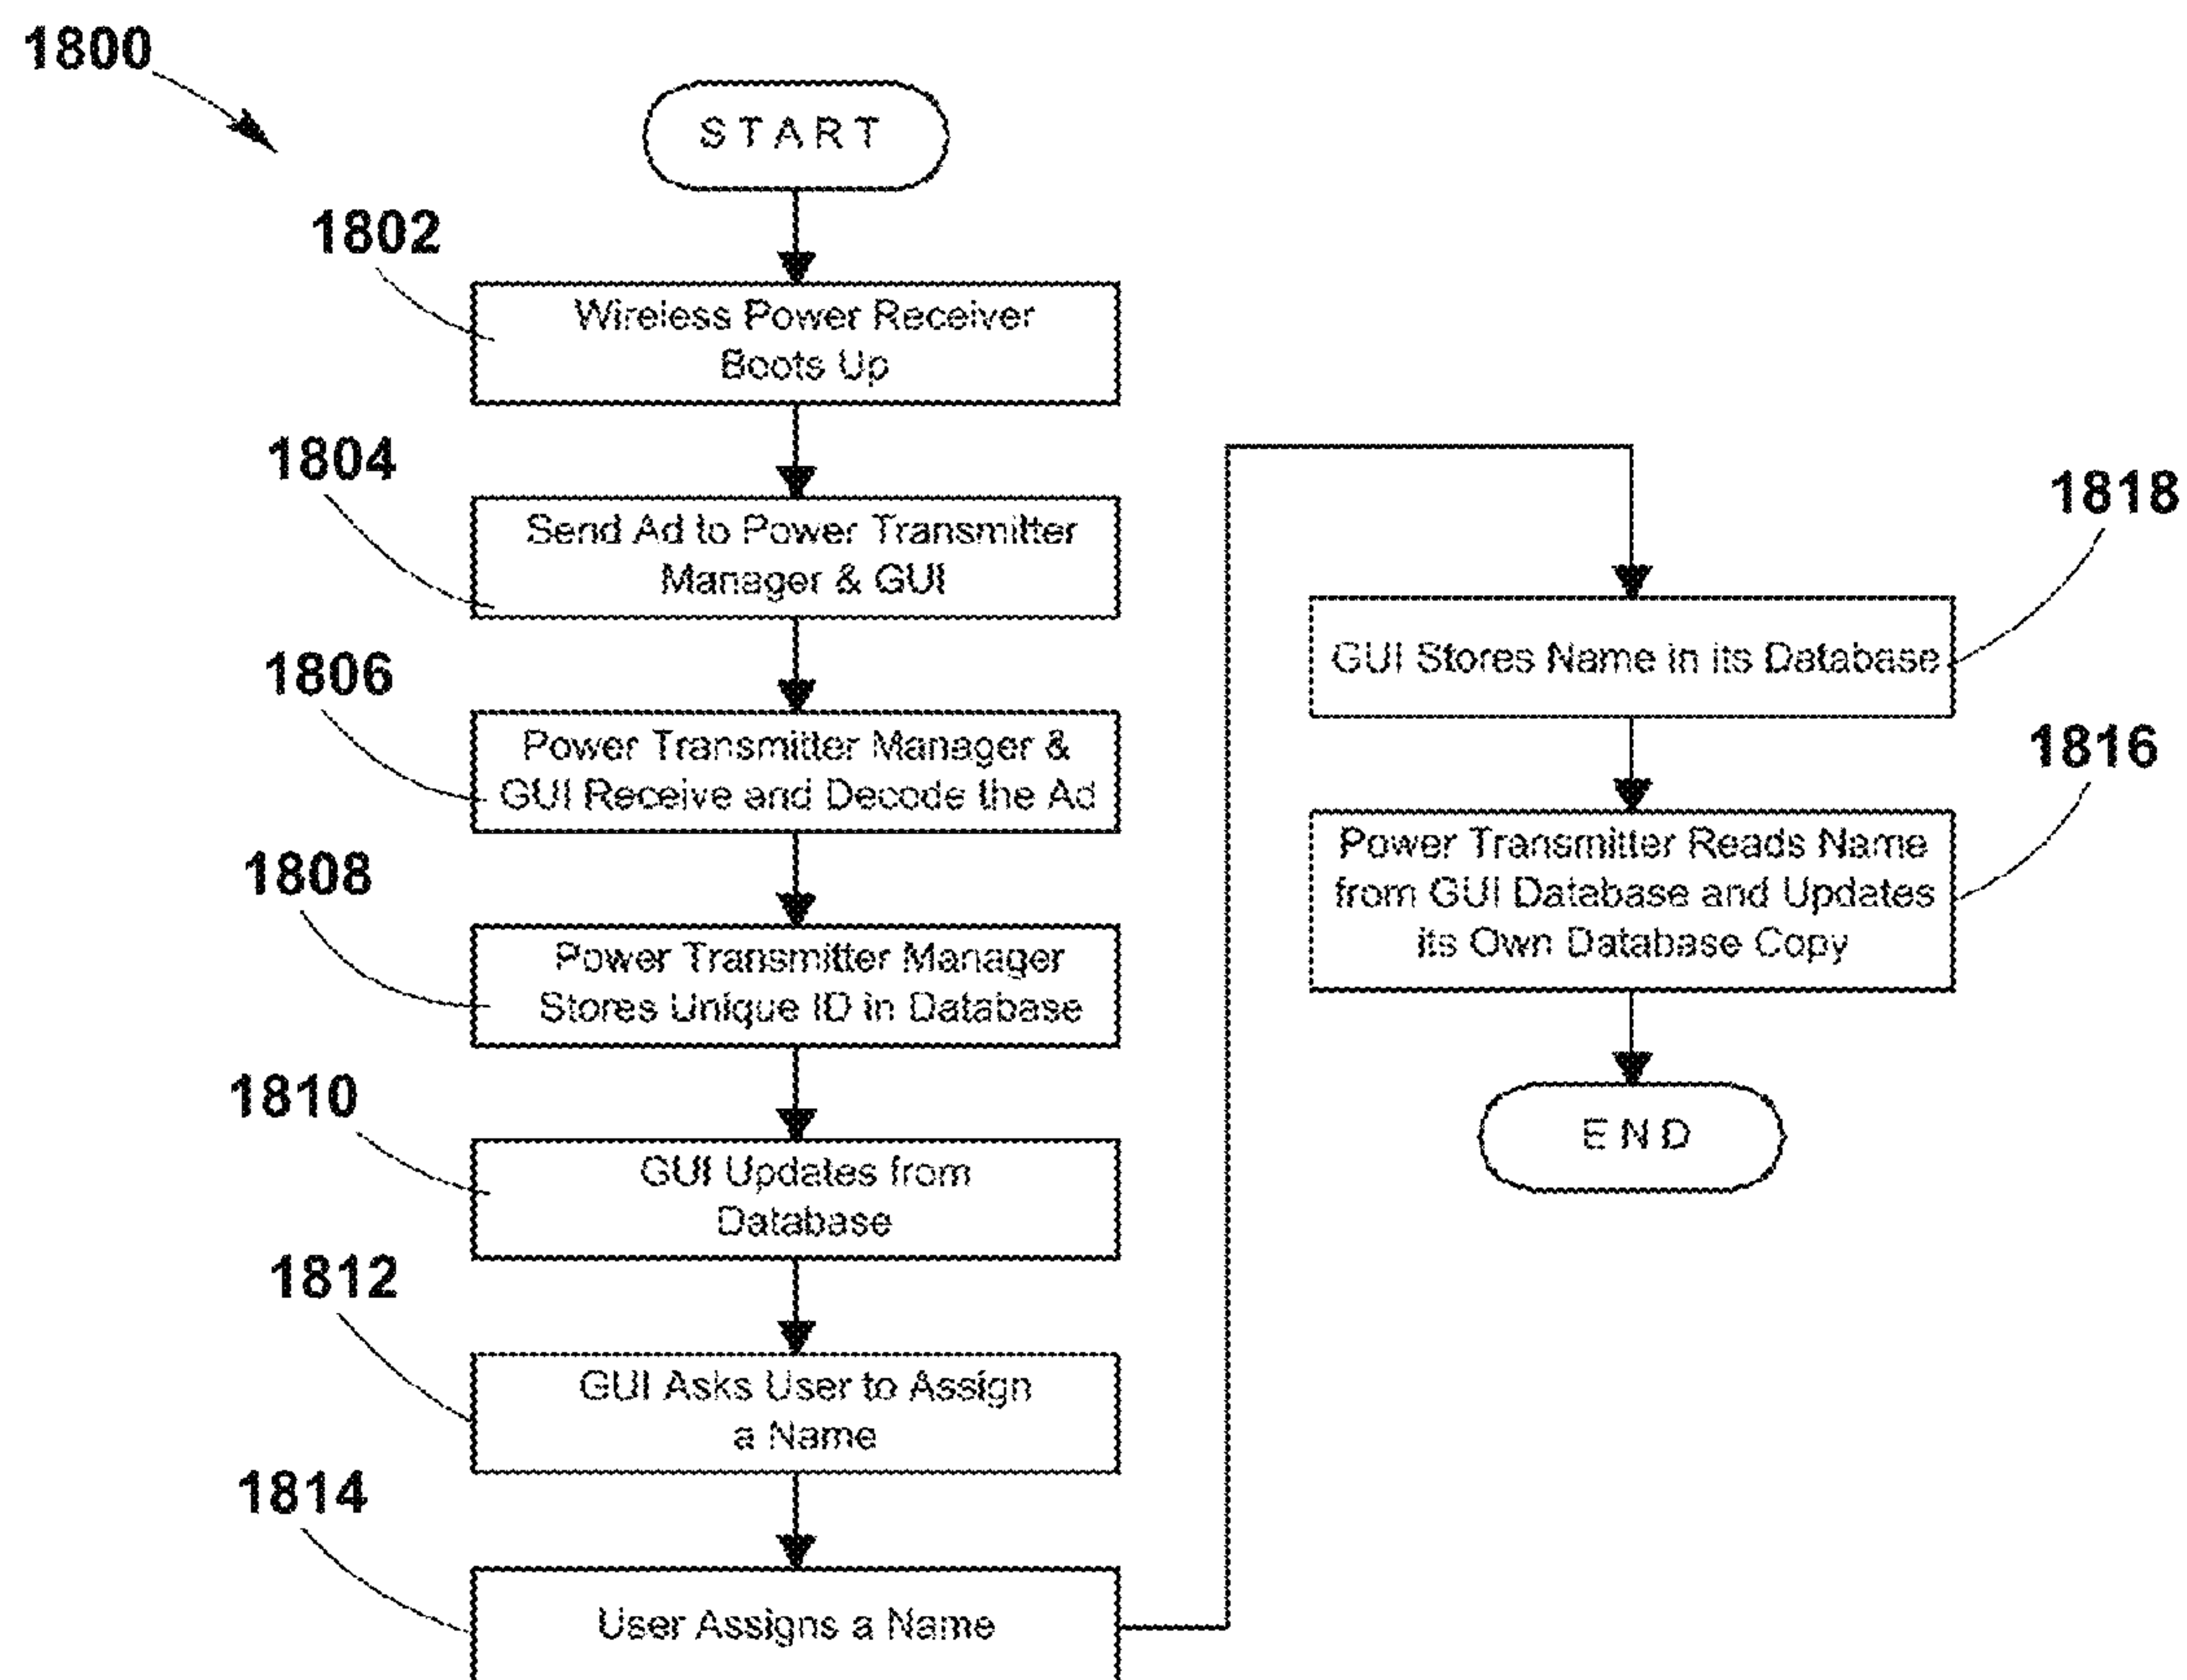 1800
START
1802
Wireless Power Receiver
Boots Up
1804
Send Ad to Power Transmitter
Manager & GUI
1806
Power Transmitter Manager &
GUI Receive and Decode the Ad
1808
Power Transmitter Manager
Stores Unique ID in Database
1810
GUI Updates from
Database
1812
GUI Asks User to Assign
a Name
1814
User Assigns a Name
1818
GUI Stores Name in its Database
1816
Power Transmitter Reads Name
from GUI Database and Updates
its Own Database Copy
END